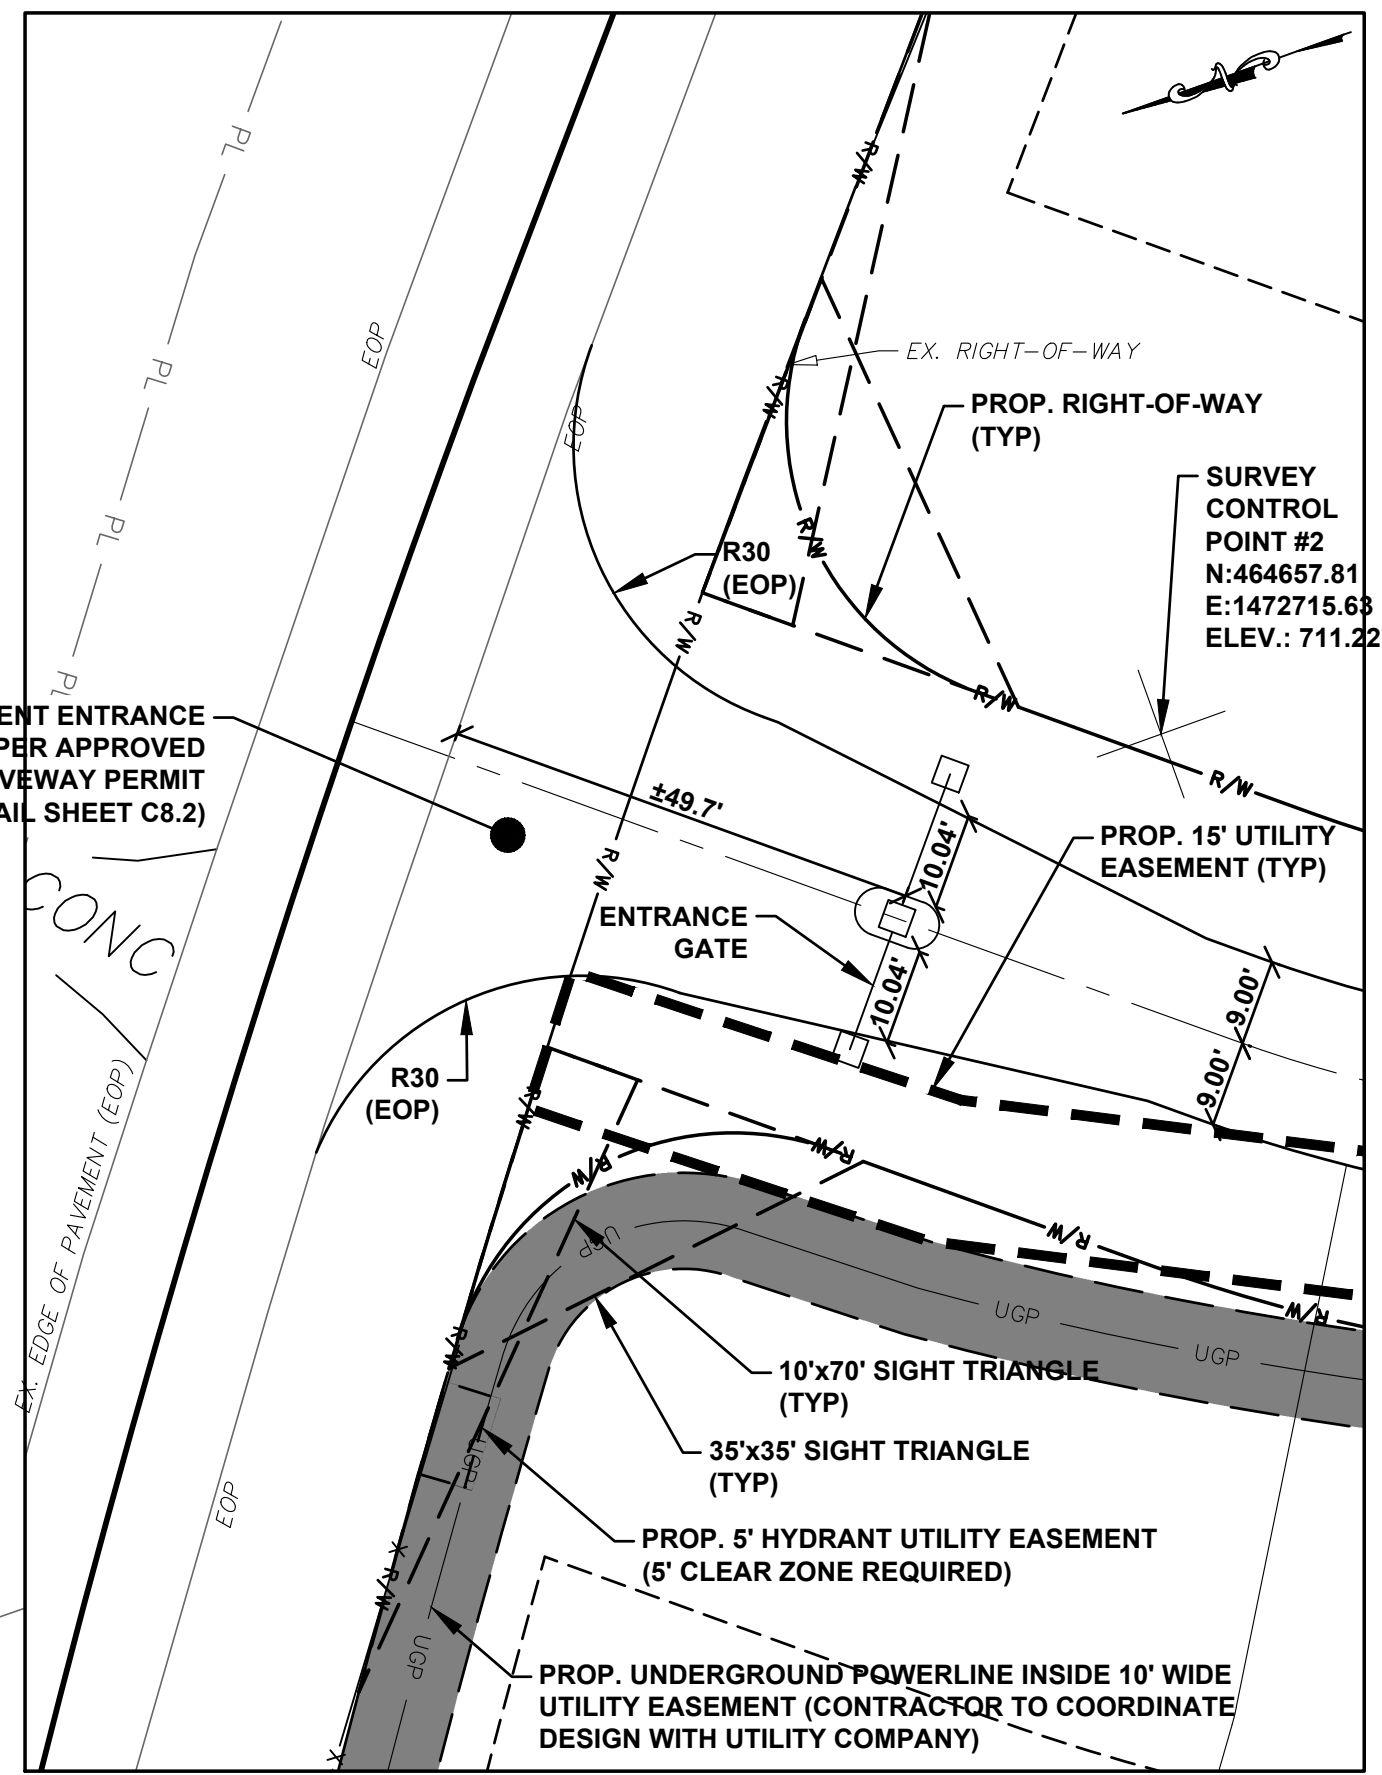 PL
EOP
R/W
PL
EX. RIGHT-OF-WAY
R/W
PROP. RIGHT-OF-WAY
(TYP)
EOP
SURVEY
CONTROL
POINT #2
N:464657.81
E:1472715.63
ELEV.: 711.22
PL
R/W
R30
(EOP)
R/W
PL
R/W
ENT ENTRANCE
PER APPROVED
VEWAY PERMIT
AIL SHEET C8.2)
R/W
±49.7'
10.04'
PROP. 15' UTILITY
EASEMENT (TYP)
R/W
CONC
ENTRANCE
GATE
10.04'
9.00'
9.00'
R30
(EOP)
R/W
R/W
R/W
EX. EDGE OF PAVEMENT (EOP)
UGP
R/W
UGP
R/W
UGP
R/W
10'x70' SIGHT TRIANGLE
(TYP)
35'x35' SIGHT TRIANGLE
(TYP)
UGP
EOP
PROP. 5' HYDRANT UTILITY EASEMENT
(5' CLEAR ZONE REQUIRED)
X
R/W
UGP
PROP. UNDERGROUND POWERLINE INSIDE 10' WIDE
UTILITY EASEMENT (CONTRACTOR TO COORDINATE
DESIGN WITH UTILITY COMPANY)
X